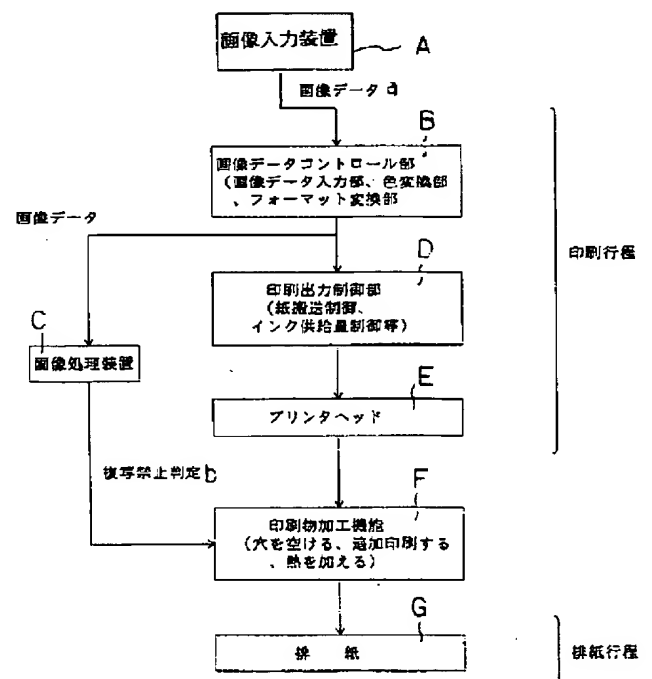 画像入力装置
A
画像データa
B
画像データコントロール部
(画像データ入力部、色変換部
、フォーマット変換部
画像データ
印刷行程
D
印刷出力制御部
(紙搬送制御、
インク供給量制御等)
C
画像処理装置
E
プリンタヘッド
複写禁止判定b
F
印刷物加工機能
(穴を空ける、追加印刷する
、熱を加える)
G
排 紙
排紙行程